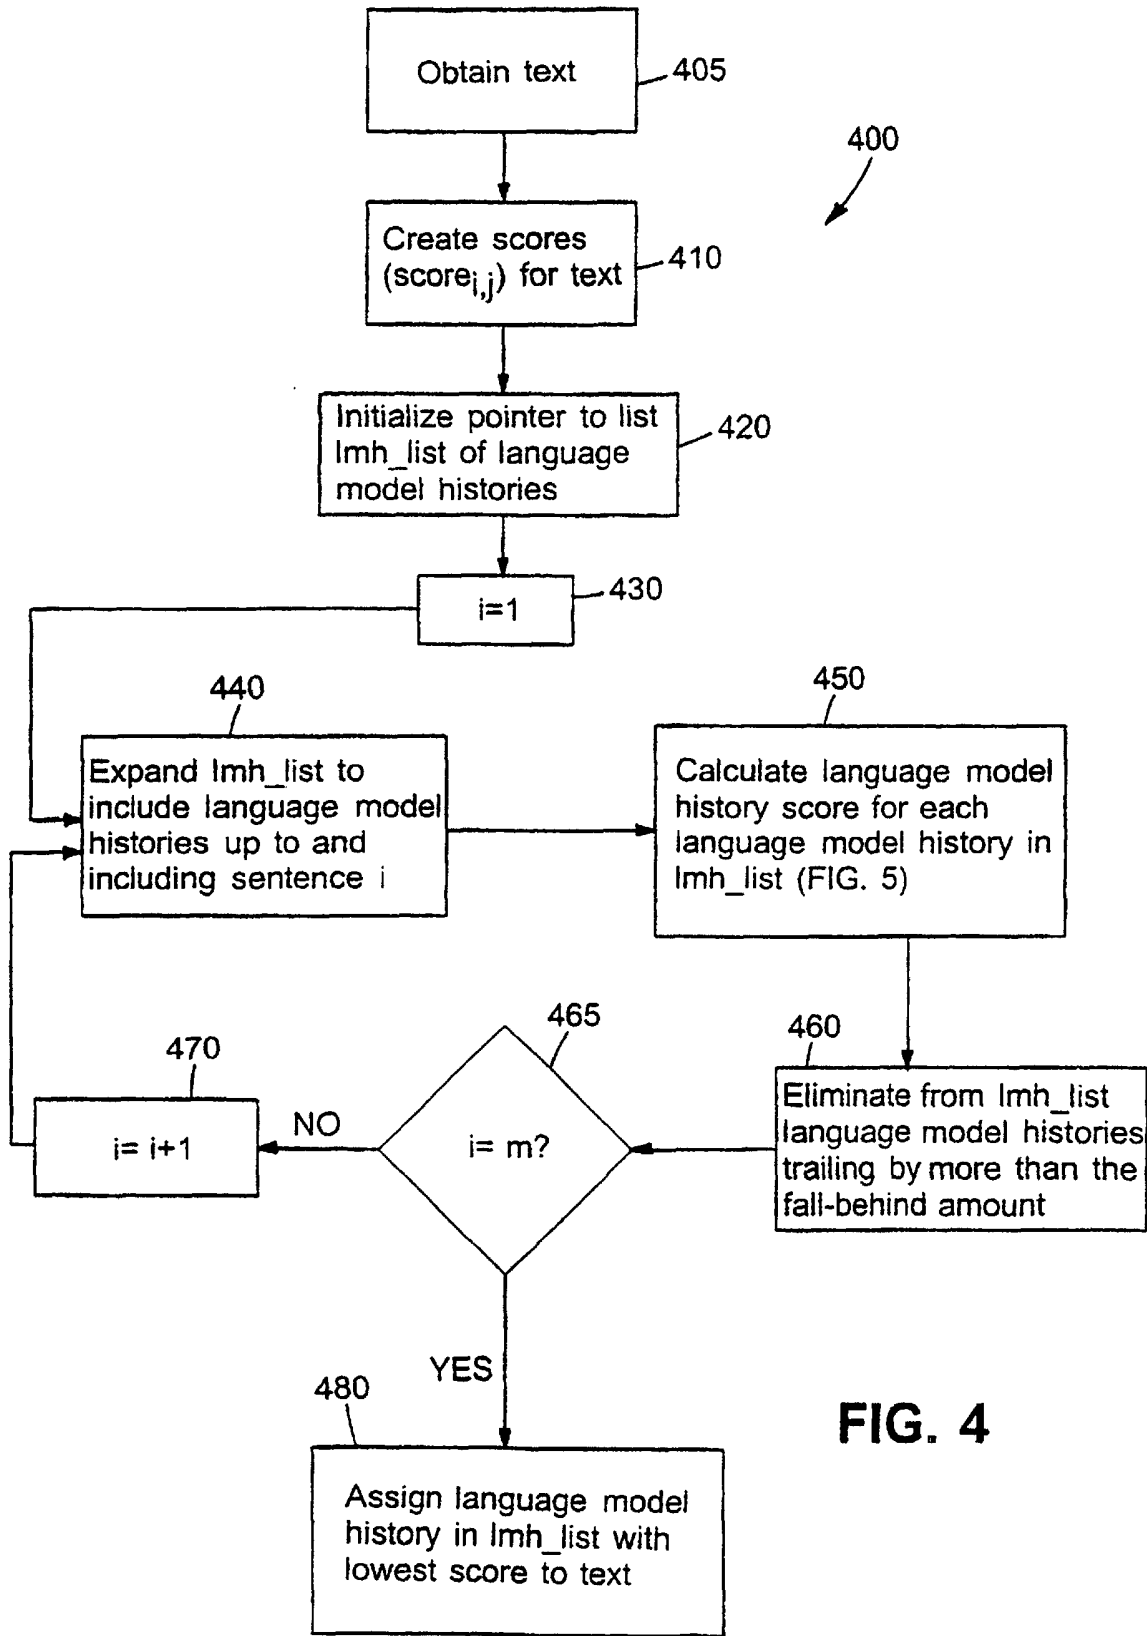 Obtain text
405
400
Create scores
(score_{i,j}) for text
410
Initialize pointer to list
lmh_list of language
model histories
420
i=1
430
440
Expand lmh_list to
include language model
histories up to and
including sentence i
450
Calculate language model
history score for each
language model history in
lmh_list (FIG. 5)
460
Eliminate from lmh_list
language model histories
trailing by more than the
fall-behind amount
465
i= m?
NO
470
i= i+1
YES
480
Assign language model
history in lmh_list with
lowest score to text
FIG. 4